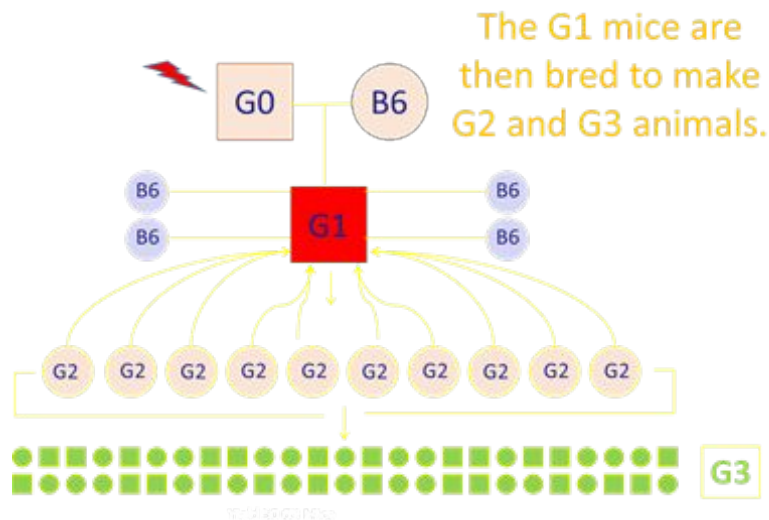 The G1 mice are
then bred to make
G2 and G3 animals.
G0 B6
B6 B6
G1
B6 B6
G2 G2 G2 G2 G2 G2 G2 G2 G2 G2
G3